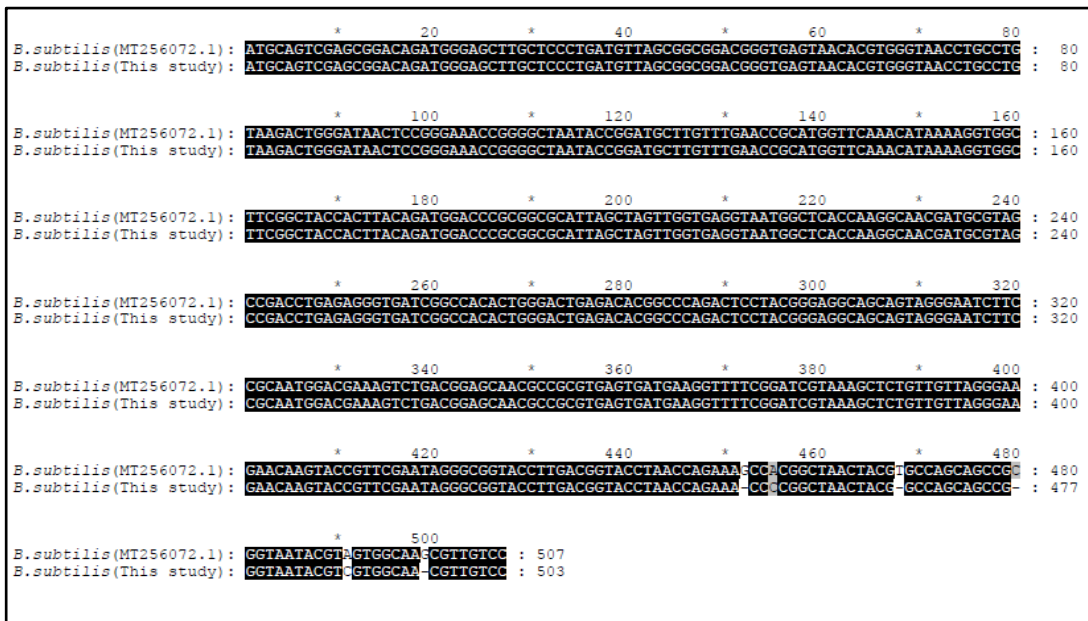 * 20 * 40 * 60 * 80
B.subtilis(MT256072.1): ATGCAGTCGAGCGGACAGATGGGAGCTTGCTCCCTGATGTTAGCGGCGGACGGGTGAGTAACACGTGGGTAACCTGCCTG : 80
B.subtilis(This study): ATGCAGTCGAGCGGACAGATGGGAGCTTGCTCCCTGATGTTAGCGGCGGACGGGTGAGTAACACGTGGGTAACCTGCCTG : 80
* 100 * 120 * 140 * 160
B.subtilis(MT256072.1): TAAGACTGGGATAACTCCGGGAAACCGGGGCTAATACCGGATGCTTGTTTGAACCGCATGGTTCAAACATAAAAGGTGGC : 160
B.subtilis(This study): TAAGACTGGGATAACTCCGGGAAACCGGGGCTAATACCGGATGCTTGTTTGAACCGCATGGTTCAAACATAAAAGGTGGC : 160
* 180 * 200 * 220 * 240
B.subtilis(MT256072.1): TTCGGCTACCACTTACAGATGGACCCGCGGCGCATTAGCTAGTTGGTGAGGTAATGGCTCACCAAGGCAACGATGCGTAG : 240
B.subtilis(This study): TTCGGCTACCACTTACAGATGGACCCGCGGCGCATTAGCTAGTTGGTGAGGTAATGGCTCACCAAGGCAACGATGCGTAG : 240
* 260 * 280 * 300 * 320
B.subtilis(MT256072.1): CCGACCTGAGAGGGTGATCGGCCACACTGGGACTGAGACACGGCCCAGACTCCTACGGGAGGCAGCAGTAGGGAATCTTC : 320
B.subtilis(This study): CCGACCTGAGAGGGTGATCGGCCACACTGGGACTGAGACACGGCCCAGACTCCTACGGGAGGCAGCAGTAGGGAATCTTC : 320
* 340 * 360 * 380 * 400
B.subtilis(MT256072.1): CGCAATGGACGAAAGTCTGACGGAGCAACGCCGCGTGAGTGATGAAGGTTTTCGGATCGTAAAGCTCTGTTGTTAGGGAA : 400
B.subtilis(This study): CGCAATGGACGAAAGTCTGACGGAGCAACGCCGCGTGAGTGATGAAGGTTTTCGGATCGTAAAGCTCTGTTGTTAGGGAA : 400
* 420 * 440 * 460 * 480
B.subtilis(MT256072.1): GAACAAGTACCGTTCGAATAGGGCGGTACCTTGACGGTACCTAACCAGAAAGCCACGGCTAACTACGTGCCAGCAGCCGC : 480
B.subtilis(This study): GAACAAGTACCGTTCGAATAGGGCGGTACCTTGACGGTACCTAACCAGAAA-CCCCGGCTAACTACG-GCCAGCAGCCG- : 477
* 500
B.subtilis(MT256072.1): GGTAATACGTAGTGGCAAGCGTTGTCC : 507
B.subtilis(This study): GGTAATACGTCGTGGCAA-CGTTGTCC : 503